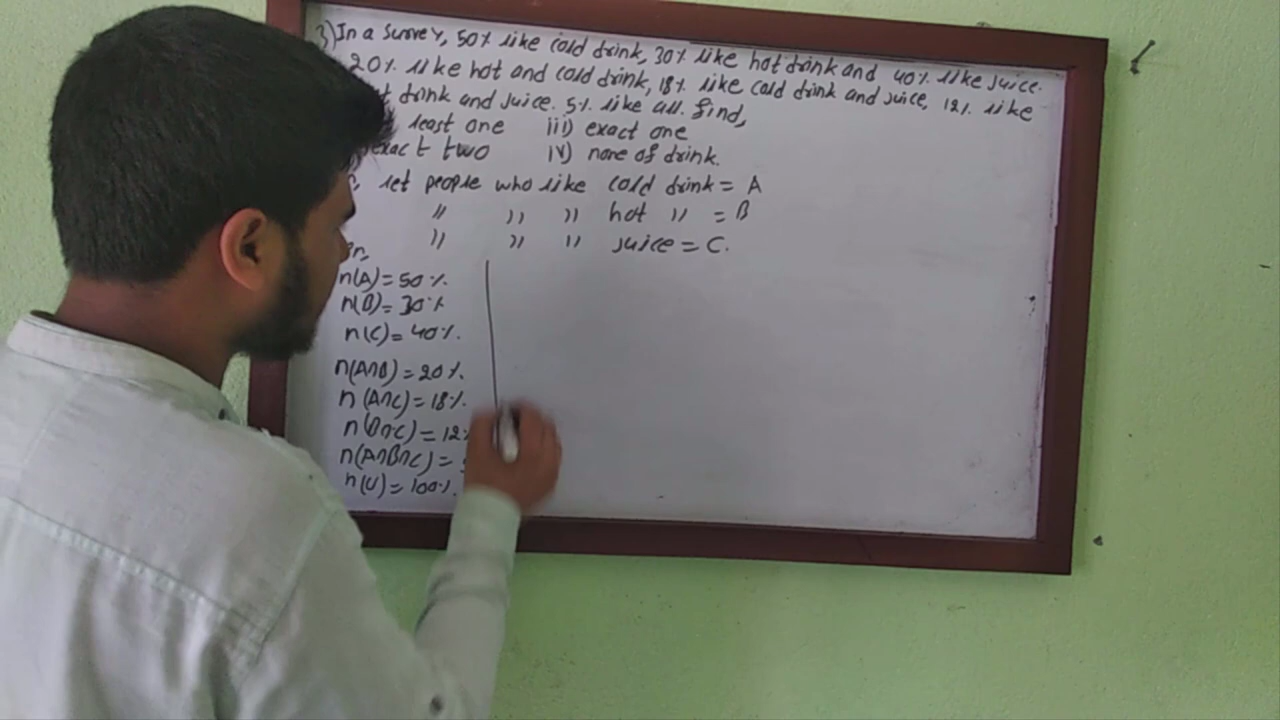 3) In a survey, 50% like cold drink, 30% like hot drink and 40% like juice.
20% like hot and cold drink, 18% like cold drink and juice, 12% like
drink and juice. 5% like all. find,
least one iii) exact one
exact two iv) none of drink.
let people who like cold drink = A
" " " hot " = B
" " " juice = C.
n(A) = 50%.
n(B) = 30%
n(C) = 40%.
n(A∩B) = 20%.
n(A∩C) = 18%.
n(B∩C) = 12%
n(A∩B∩C) =
n(U) = 100%.